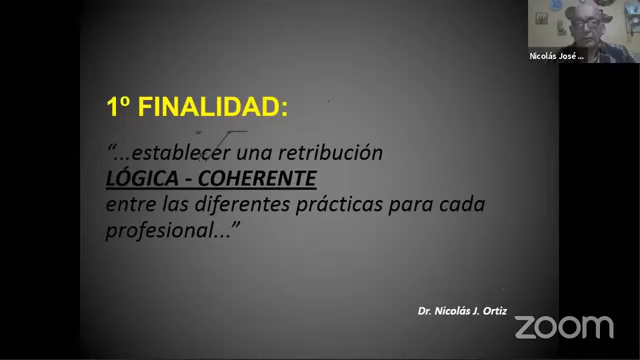 Nicolás José ...
1º FINALIDAD:
“...establecer una retribución
LÓGICA - COHERENTE
entre las diferentes prácticas para cada
profesional...”
Dr. Nicolás J. Ortiz
zoom